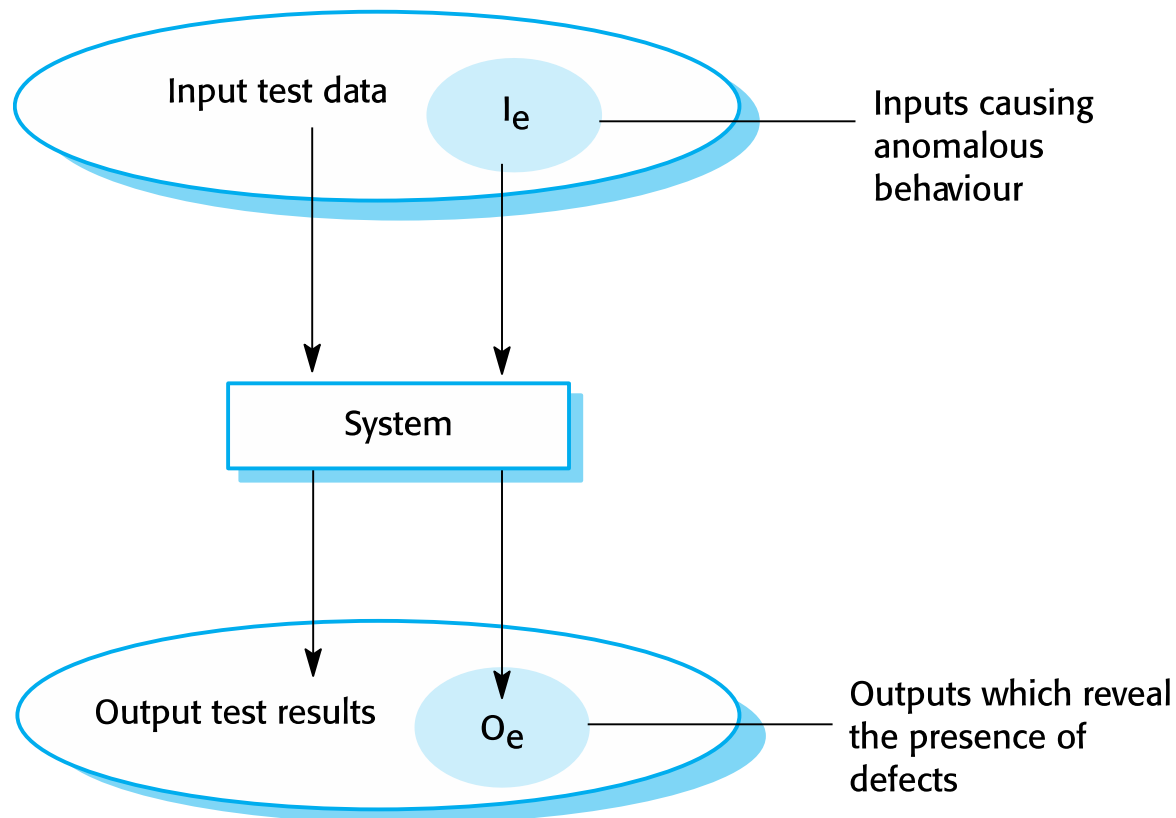 Input test data
Ie
Inputs causing
anomalous
behaviour
System
Output test results
Oe
Outputs which reveal
the presence of
defects